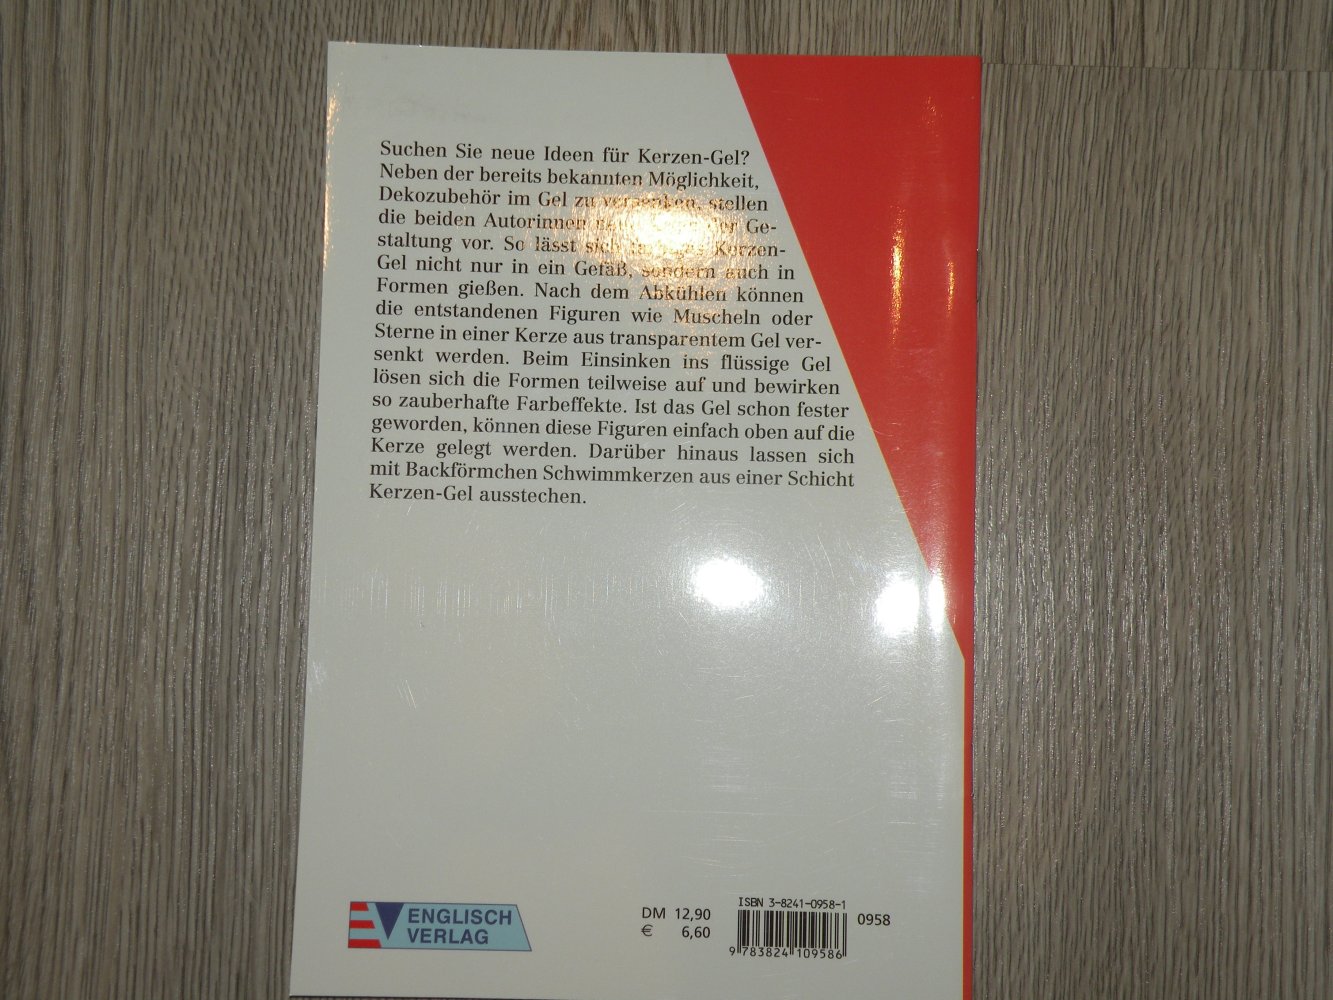 Suchen Sie neue Ideen für Kerzen-Gel?
Neben der bereits bekannten Möglichkeit,
Dekozubehör im Gel zu versenken, stellen
die beiden Autorinnen der Ge-
staltung vor. So lässt sich Kerzen-
Gel nicht nur in ein Gefäß, sondern auch in
Formen gießen. Nach dem Abkühlen können
die entstandenen Figuren wie Muscheln oder
Sterne in einer Kerze aus transparentem Gel ver-
senkt werden. Beim Einsinken ins flüssige Gel
lösen sich die Formen teilweise auf und bewirken
so zauberhafte Farbeffekte. Ist das Gel schon fester
geworden, können diese Figuren einfach oben auf die
Kerze gelegt werden. Darüber hinaus lassen sich
mit Backförmchen Schwimmkerzen aus einer Schicht
Kerzen-Gel ausstechen.
ENGLISCH
VERLAG
DM 12,90
€ 6,60
ISBN 3-8241-0958-1
9 783824 109586
0958